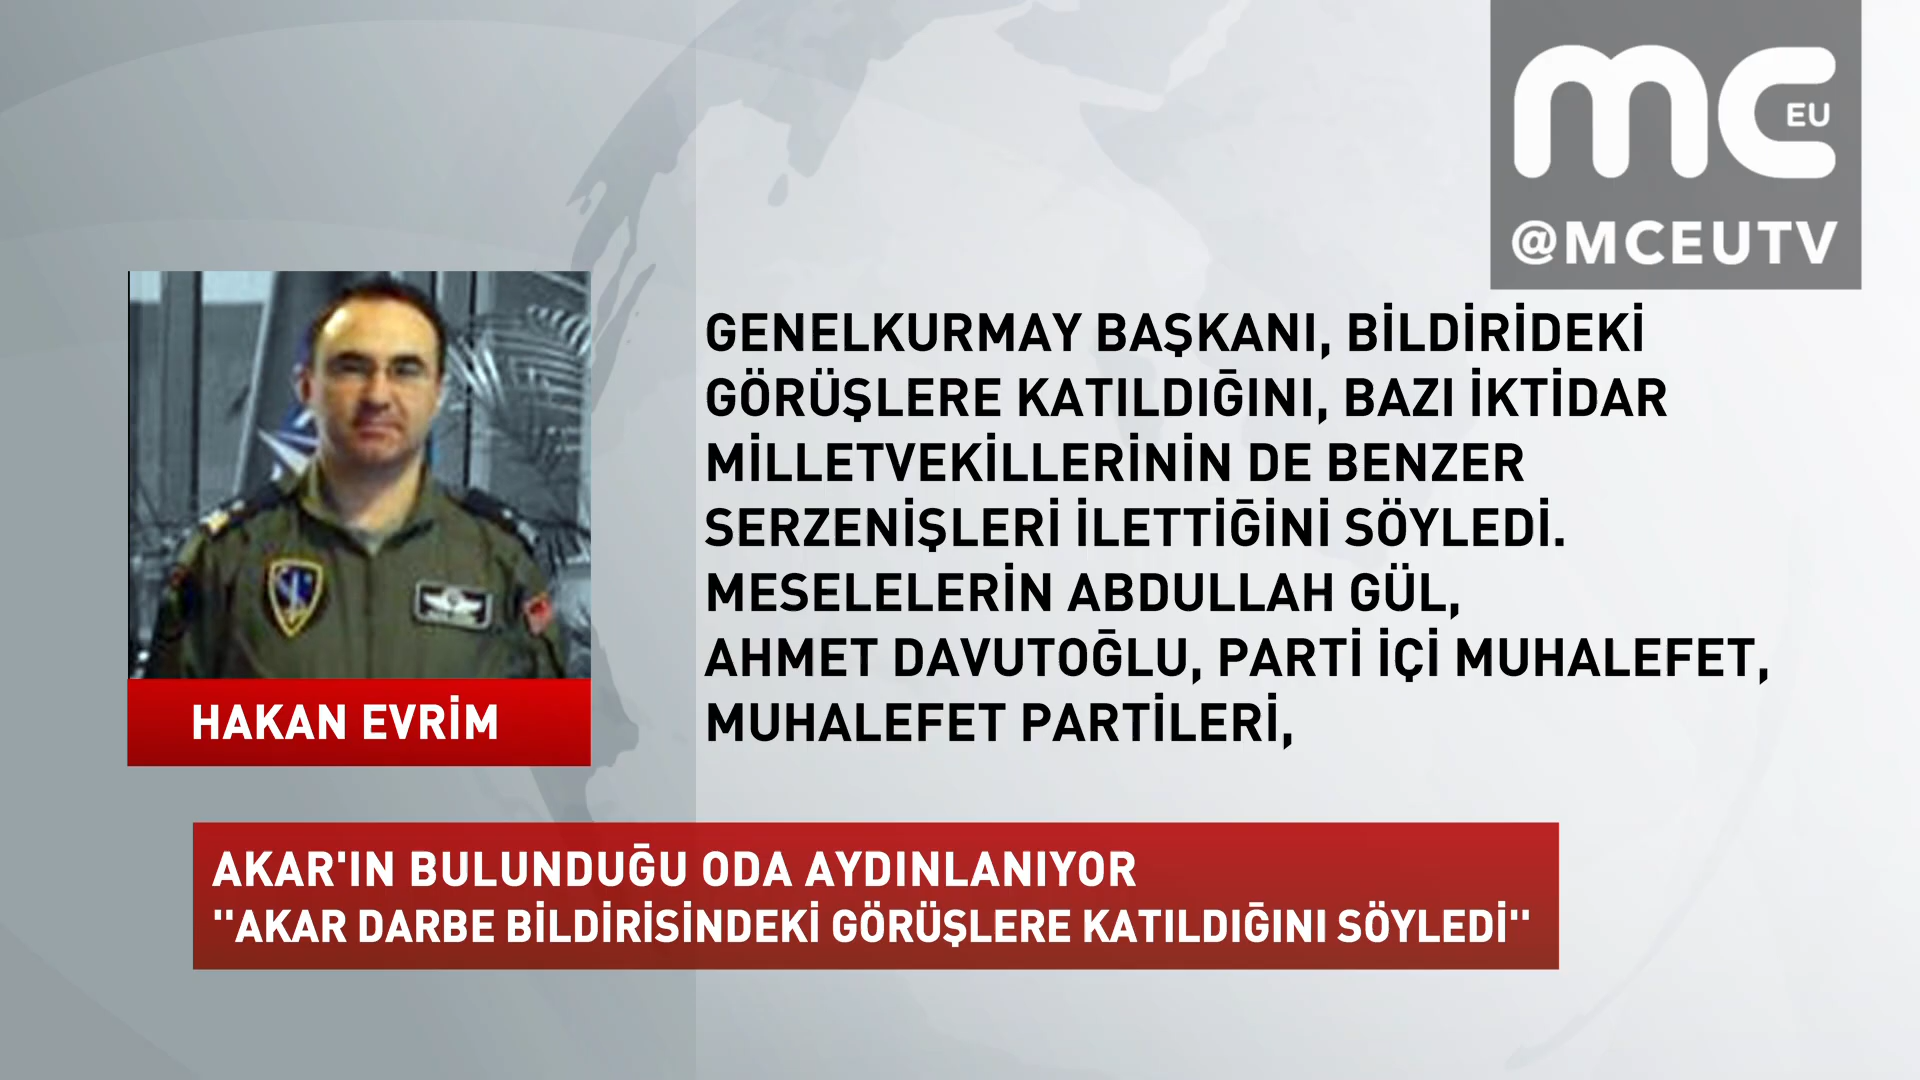 mc EU
@MCEUTV
GENELKURMAY BAŞKANI, BİLDİRİDEKİ
GÖRÜŞLERE KATILDIĞINI, BAZI İKTİDAR
MİLLETVEKİLLERİNİN DE BENZER
SERZENİŞLERİ İLETTİĞİNİ SÖYLEDİ.
MESELELERİN ABDULLAH GÜL,
AHMET DAVUTOĞLU, PARTİ İÇİ MUHALEFET,
MUHALEFET PARTİLERİ,
HAKAN EVRİM
AKAR'IN BULUNDUĞU ODA AYDINLANIYOR
"AKAR DARBE BİLDİRİSİNDEKİ GÖRÜŞLERE KATILDIĞINI SÖYLEDİ"